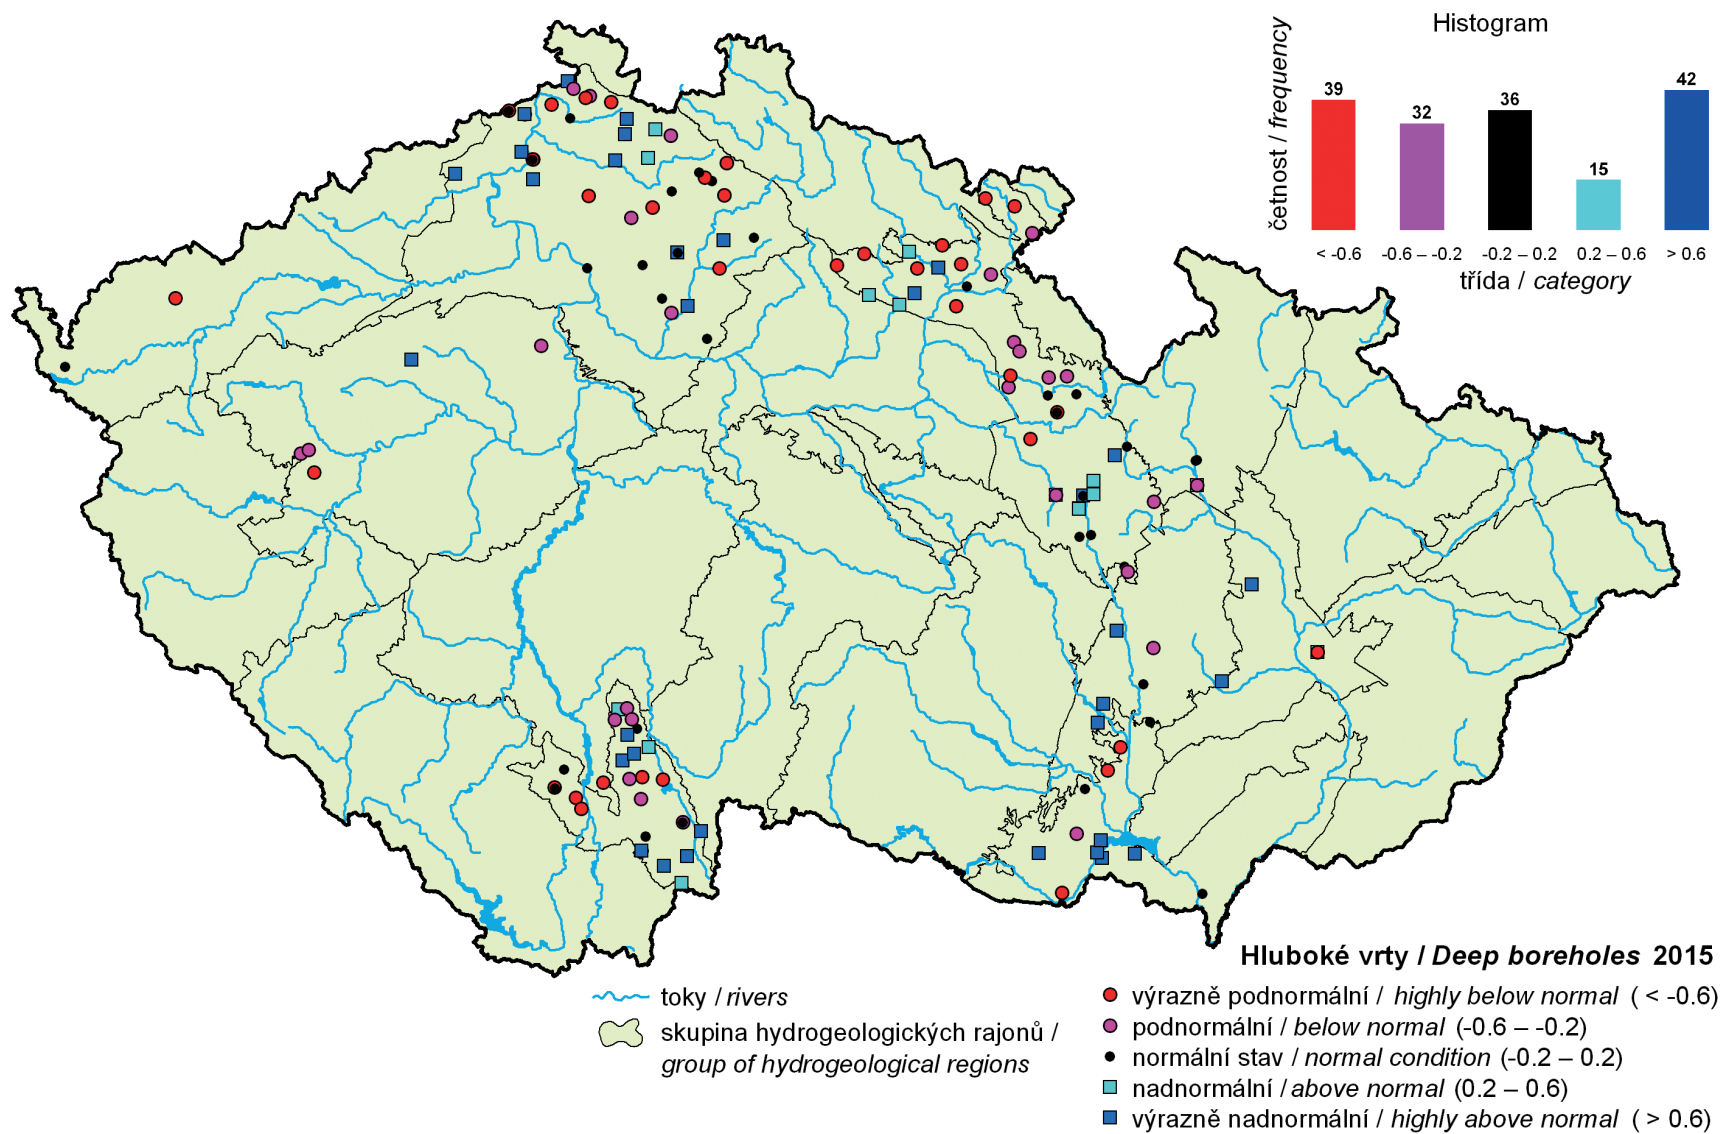 Histogram
četnost / frequency
39
32
36
15
42
< -0.6
-0.6 – -0.2
-0.2 – 0.2
0.2 – 0.6
> 0.6
třída / category
Hluboké vrty / Deep boreholes 2015
toky / rivers
skupina hydrogeologických rajonů /
group of hydrogeological regions
výrazně podnormální / highly below normal ( < -0.6)
podnormální / below normal (-0.6 – -0.2)
normální stav / normal condition (-0.2 – 0.2)
nadnormální / above normal (0.2 – 0.6)
výrazně nadnormální / highly above normal ( > 0.6)